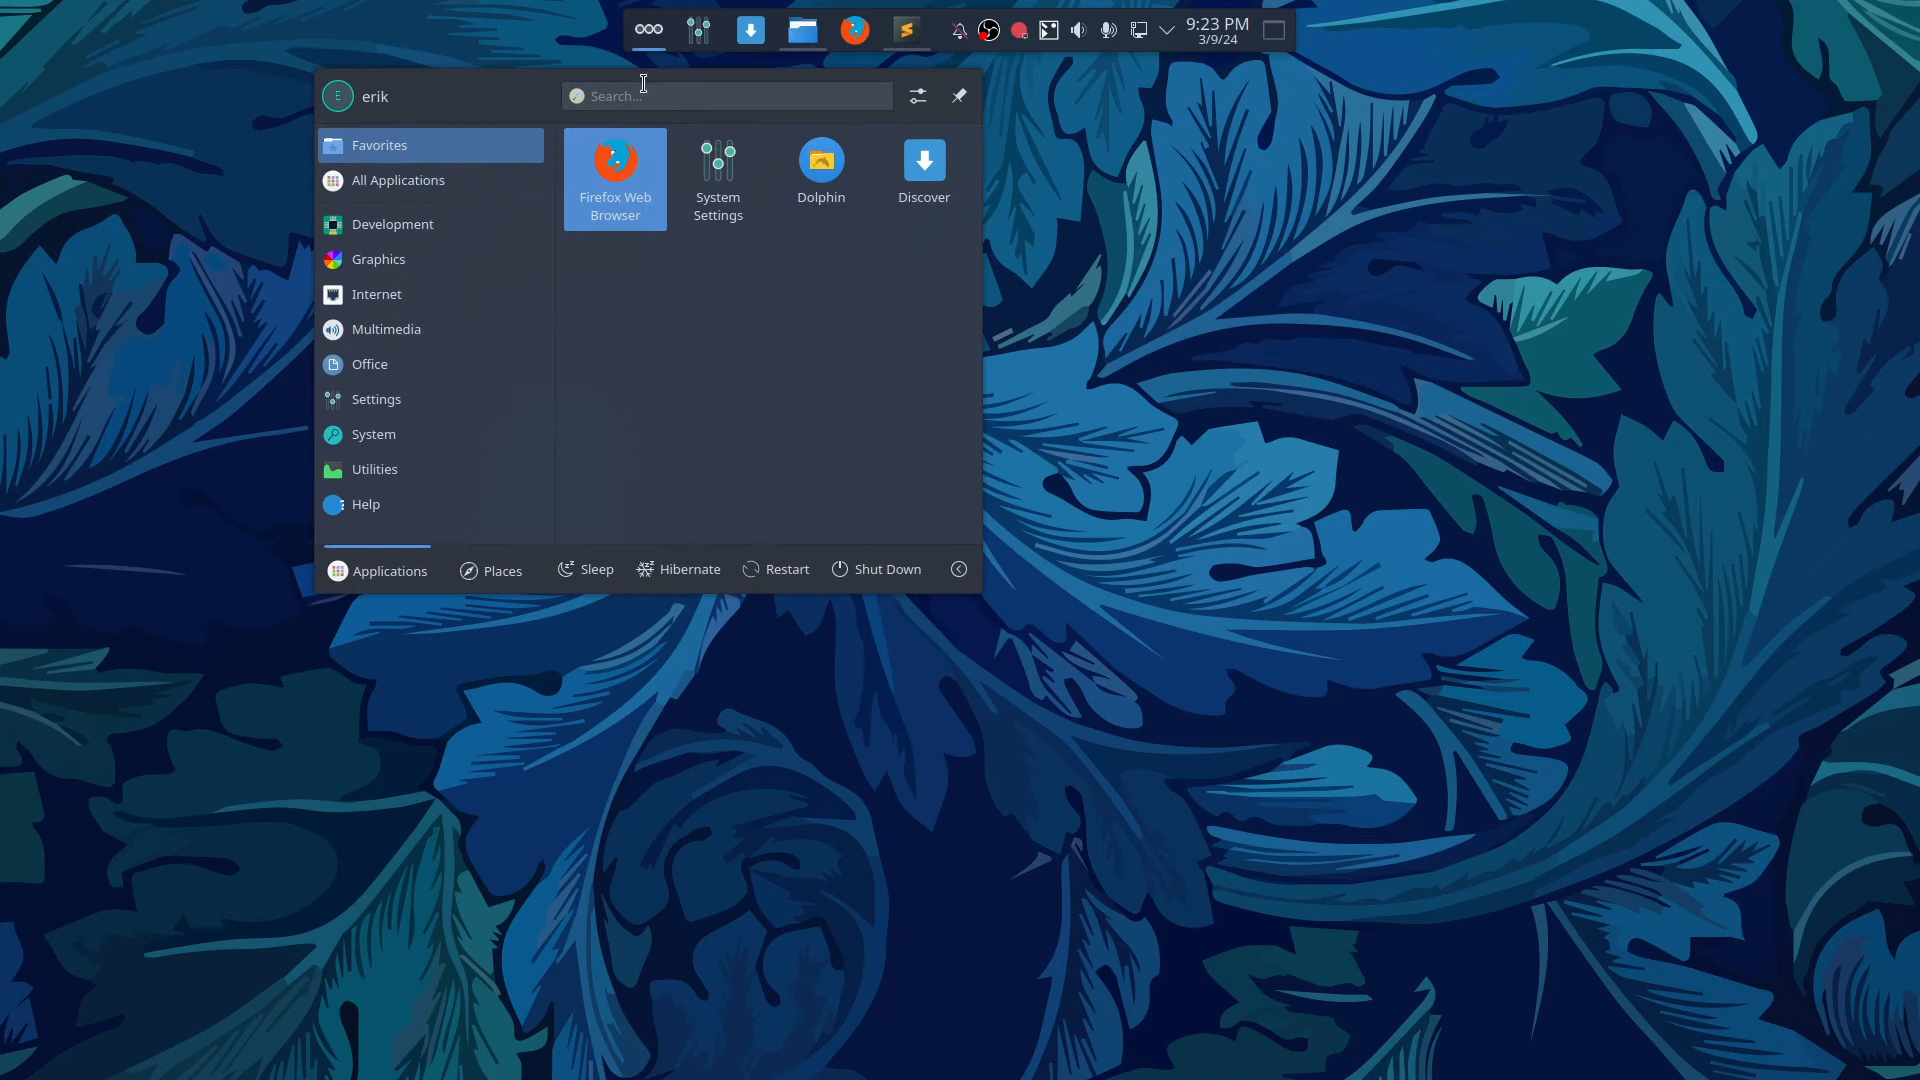 9:23 PM
3/9/24
E
erik
Search...
Favorites
All Applications
Development
Graphics
Internet
Multimedia
Office
Settings
System
Utilities
Help
Firefox Web
Browser
System
Settings
Dolphin
Discover
Applications
Places
Sleep
Hibernate
Restart
Shut Down